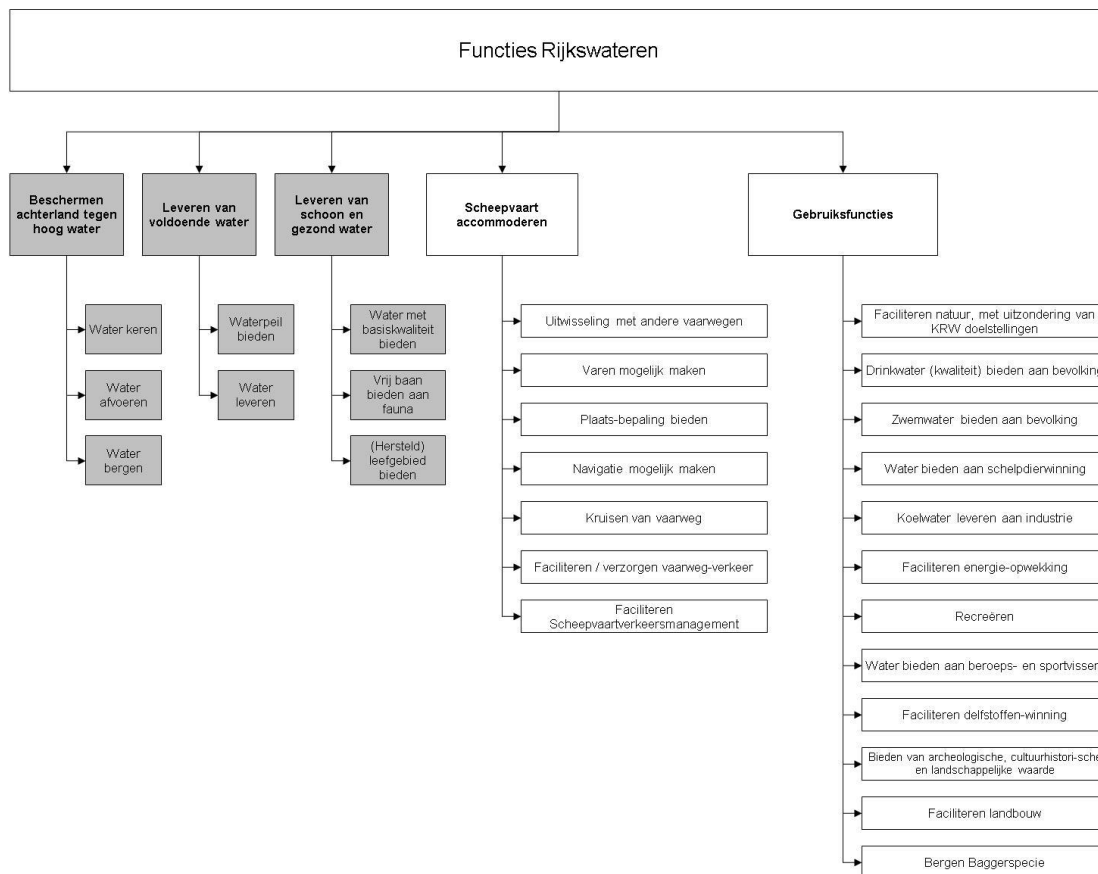 Functies Rijkswateren
Beschermen
achterland tegen
hoog water
Leveren van
voldoende water
Leveren van
schoon en
gezond water
Scheepvaart
accommoderen
Gebruiksfuncties
Water keren
Water
afvoeren
Water
bergen
Waterpeil
bieden
Water
leveren
Water met
basiskwaliteit
bieden
Vrij baan
bieden aan
fauna
(Hersteld)
leefgebied
bieden
Uitwisseling met andere vaarwegen
Varen mogelijk maken
Plaats-bepaling bieden
Navigatie mogelijk maken
Kruisen van vaarweg
Faciliteren / verzorgen vaarweg-verkeer
Faciliteren
Scheepvaartverkeersmanagement
Faciliteren natuur, met uitzondering van
KRW doelstellingen
Drinkwater (kwaliteit) bieden aan bevolking
Zwemwater bieden aan bevolking
Water bieden aan schelpdierwinning
Koelwater leveren aan industrie
Faciliteren energie-opwekking
Recreëren
Water bieden aan beroeps- en sportvissen
Faciliteren delfstoffen-winning
Bieden van archeologische, cultuurhistori-sche
en landschappelijke waarde
Faciliteren landbouw
Bergen Baggerspecie